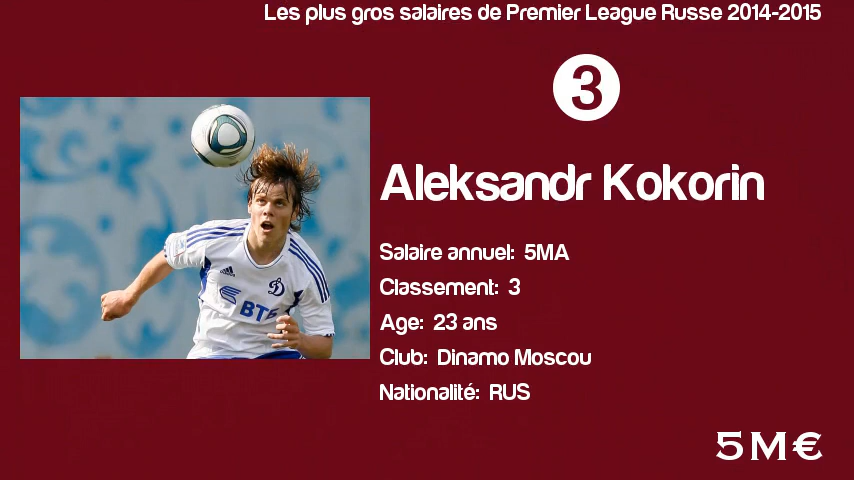 Les plus gros salaires de Premier League Russe 2014-2015
3
Aleksandr Kokorin
Salaire annuel: 5MA
Classement: 3
Age: 23 ans
Club: Dinamo Moscou
Nationalité: RUS
ВТБ
5M€